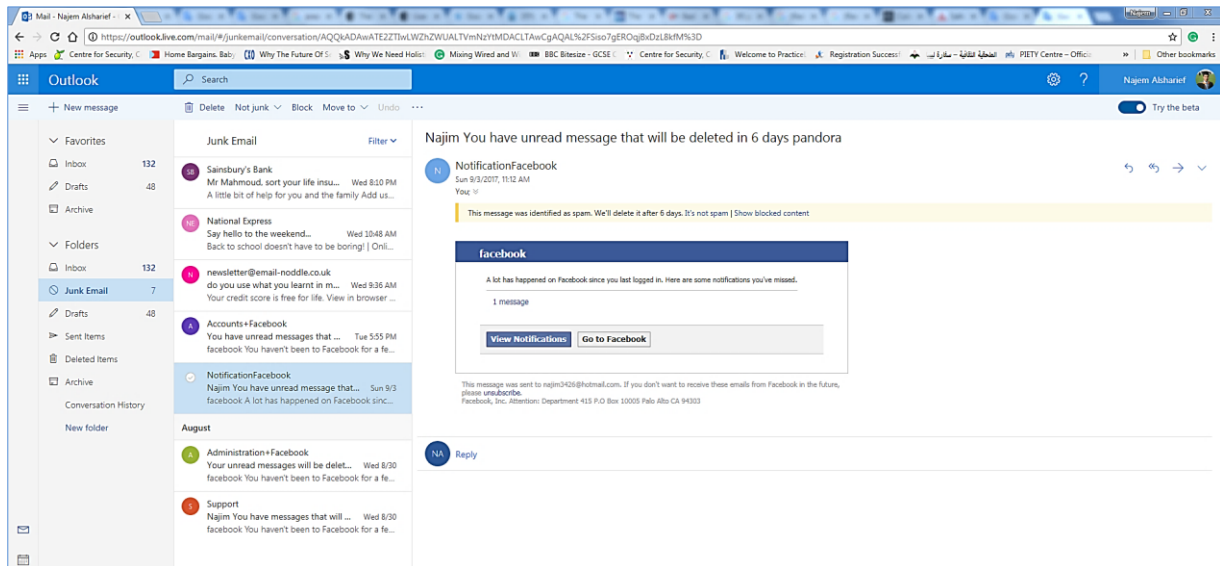 Mail - Najem Alsharif -
Najem
https://outlook.live.com/mail/#/junkemail/conversation/
Apps
Centre for Security, C
Home Bargains. Baby
Why The Future Of S
Why We Need Holis
Mixing Wired and Wi
BBC Bitesize - GCSE C
Centre for Security, C
Welcome to Practice
Registration Success!
PIETY Centre – Offici
»
Other bookmarks
Outlook
Search
Najem Alsharif
+ New message
Delete Not junk Block Move to Undo ...
Try the beta
Favorites
Inbox 132
Drafts 48
Archive
Folders
Inbox 132
Junk Email 7
Drafts 48
Sent Items
Deleted Items
Archive
Conversation History
New folder
Junk Email Filter
SB
Sainsbury's Bank
Mr Mahmoud, sort your life insu... Wed 8:10 PM
A little bit of help for you and the family Add us...
NE
National Express
Say hello to the weekend... Wed 10:48 AM
Back to school doesn't have to be boring! | Onli...
N
newsletter@email-noddle.co.uk
do you use what you learnt in m... Wed 9:36 AM
Your credit score is free for life. View in browser ...
A
Accounts+Facebook
You have unread messages that ... Tue 5:55 PM
facebook You haven't been to Facebook for a fe...
NotificationFacebook
Najim You have unread message that... Sun 9/3
facebook A lot has happened on Facebook sinc...
August
A
Administration+Facebook
Your unread messages will be delet... Wed 8/30
facebook You haven't been to Facebook for a fe...
S
Support
Najim You have messages that will ... Wed 8/30
facebook You haven't been to Facebook for a fe...
Najim You have unread message that will be deleted in 6 days pandora
N
NotificationFacebook
Sun 9/3/2017, 11:12 AM
You;
This message was identified as spam. We'll delete it after 6 days. It's not spam | Show blocked content
facebook
A lot has happened on Facebook since you last logged in. Here are some notifications you've missed.
1 message
View Notifications
Go to Facebook
This message was sent to najim3426@hotmail.com. If you don't want to receive these emails from Facebook in the future,
please unsubscribe.
Facebook, Inc. Attention: Department 415 P.O Box 10005 Palo Alto CA 94303
NA
Reply